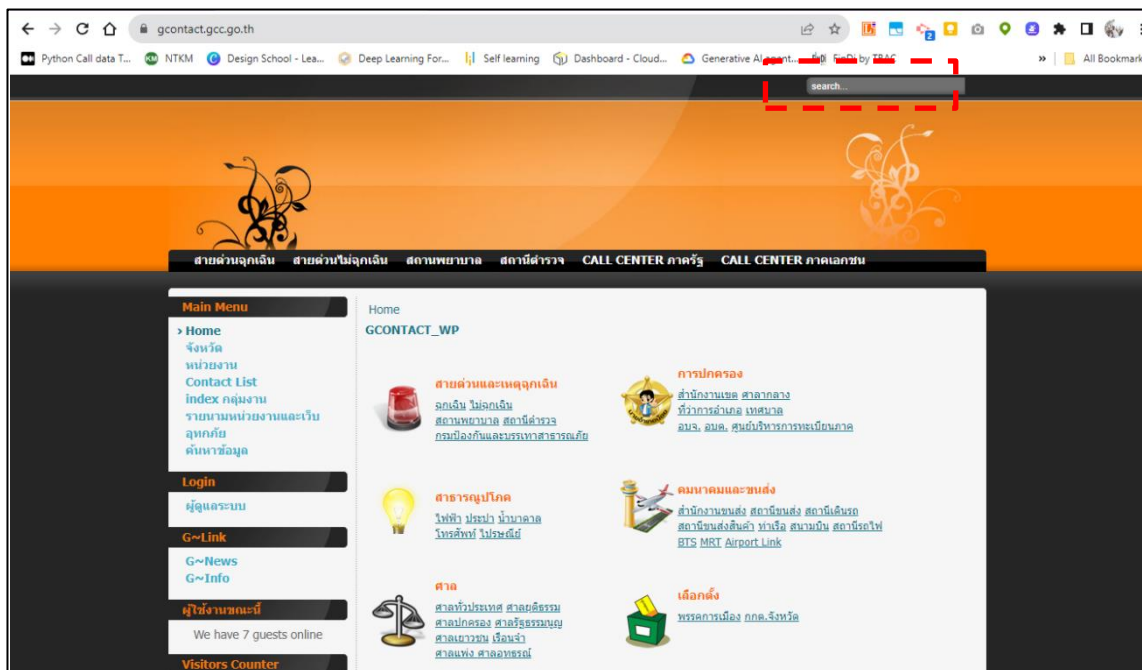 gcontact.gcc.go.th
Python Call data T... NTKM Design School - Lea... Deep Learning For... Self learning Dashboard - Cloud... Generative AI agent... by TBAC » All Bookmark
search...
สายด่วนฉุกเฉิน สายด่วนไม่ฉุกเฉิน สถานพยาบาล สถานีตำรวจ CALL CENTER ภาครัฐ CALL CENTER ภาคเอกชน
Main Menu
Home
จังหวัด
หน่วยงาน
Contact List
index กลุ่มงาน
รายนามหน่วยงานและเว็บ
อุทกภัย
ค้นหาข้อมูล
Login
ผู้ดูแลระบบ
G~Link
G~News
G~Info
ผู้ใช้งานขณะนี้
We have 7 guests online
Visitors Counter
Home
GCONTACT_WP
สายด่วนและเหตุฉุกเฉิน
ฉุกเฉิน ไม่ฉุกเฉิน
สถานพยาบาล สถานีตำรวจ
กรมป้องกันและบรรเทาสาธารณภัย
การปกครอง
สำนักงานเขต ศาลากลาง
ที่ว่าการอำเภอ เทศบาล
อบจ. อบต. ศูนย์บริหารการทะเบียนภาค
สาธารณูปโภค
ไฟฟ้า ประปา น้ำบาดาล
โทรศัพท์ ไปรษณีย์
คมนาคมและขนส่ง
สำนักงานขนส่ง สถานีขนส่ง สถานีเดินรถ
สถานีขนส่งสินค้า ท่าเรือ สนามบิน สถานีรถไฟ
BTS MRT Airport Link
ศาล
ศาลทั่วประเทศ ศาลยุติธรรม
ศาลปกครอง ศาลรัฐธรรมนูญ
ศาลเยาวชน เรือนจำ
ศาลแพ่ง ศาลอุทธรณ์
เลือกตั้ง
พรรคการเมือง กกต.จังหวัด